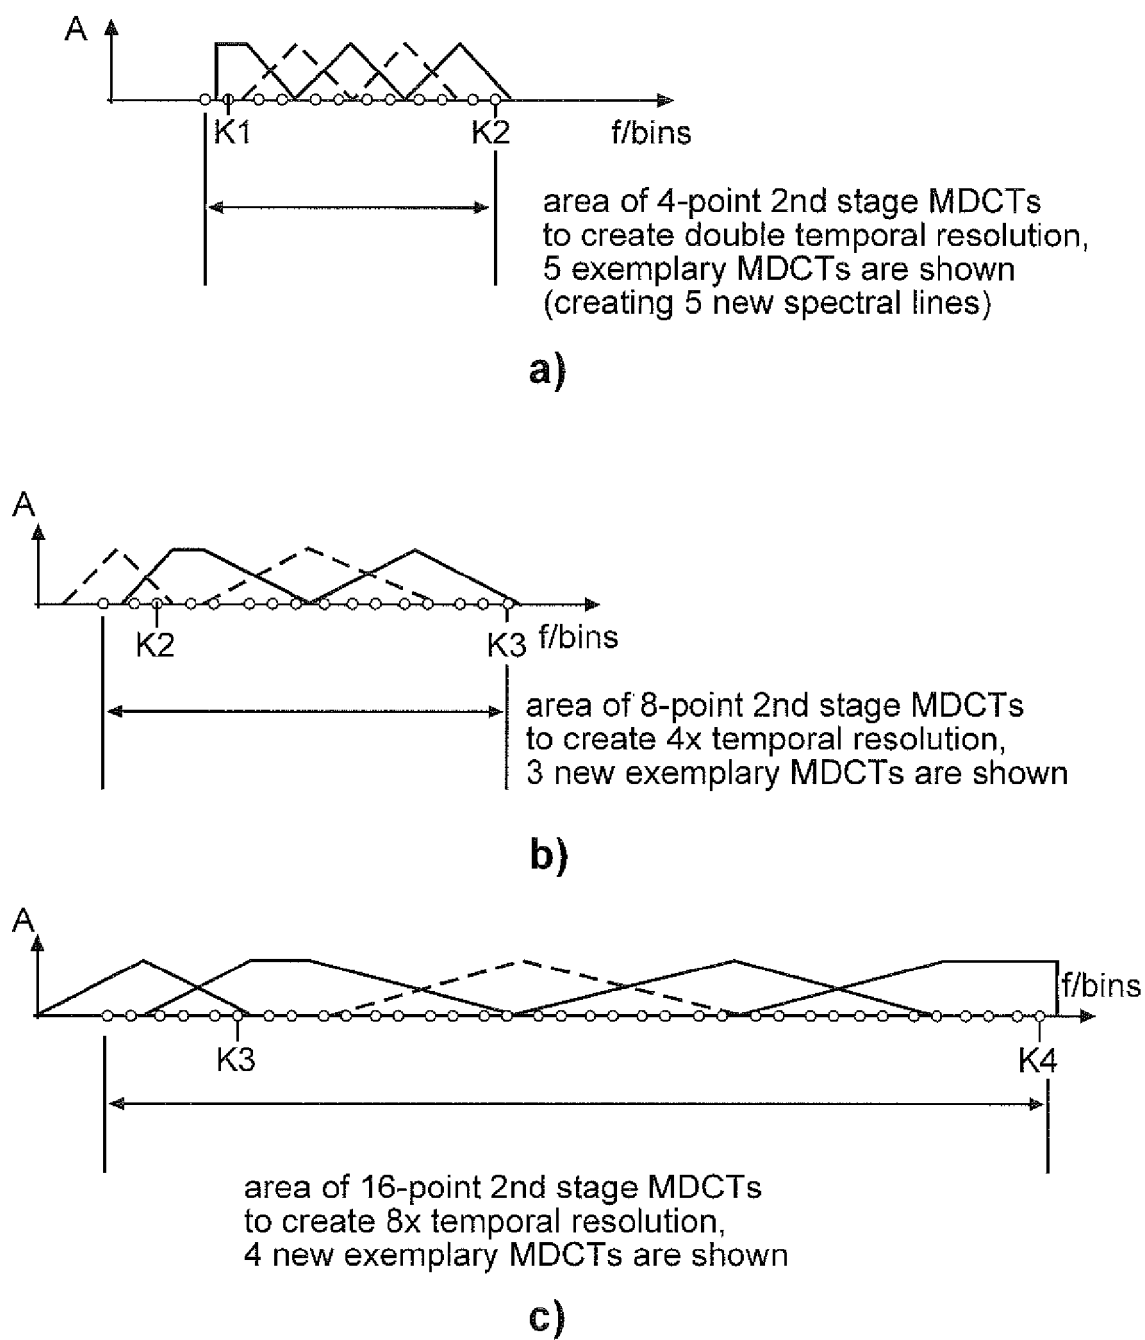 A
K1
K2
f/bins
area of 4-point 2nd stage MDCTs
to create double temporal resolution,
5 exemplary MDCTs are shown
(creating 5 new spectral lines)
a)
A
K2
K3
f/bins
area of 8-point 2nd stage MDCTs
to create 4x temporal resolution,
3 new exemplary MDCTs are shown
b)
A
f/bins
K3
K4
area of 16-point 2nd stage MDCTs
to create 8x temporal resolution,
4 new exemplary MDCTs are shown
c)